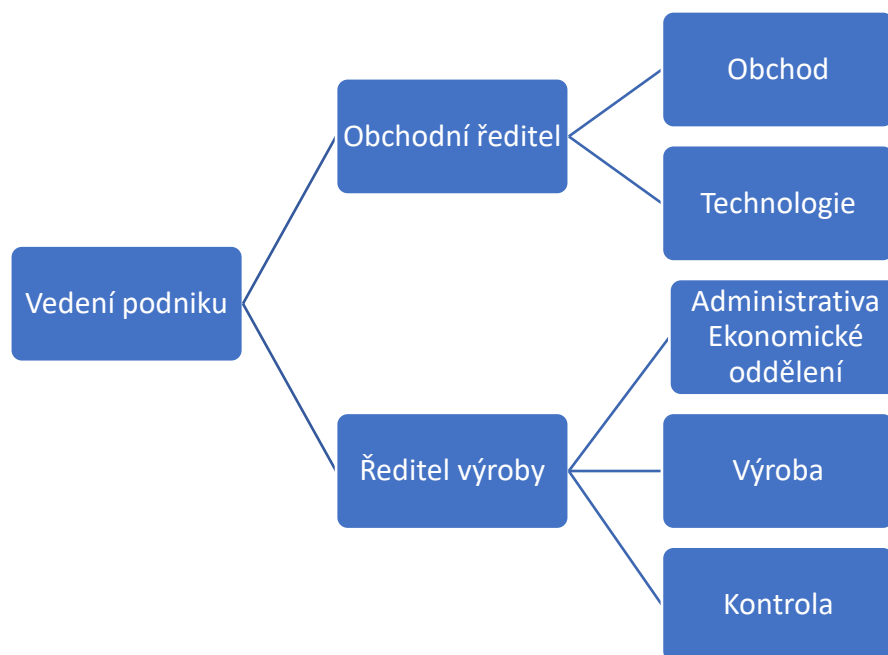 Vedení podniku
Obchodní ředitel
Obchod
Technologie
Ředitel výroby
Administrativa
Ekonomické
oddělení
Výroba
Kontrola